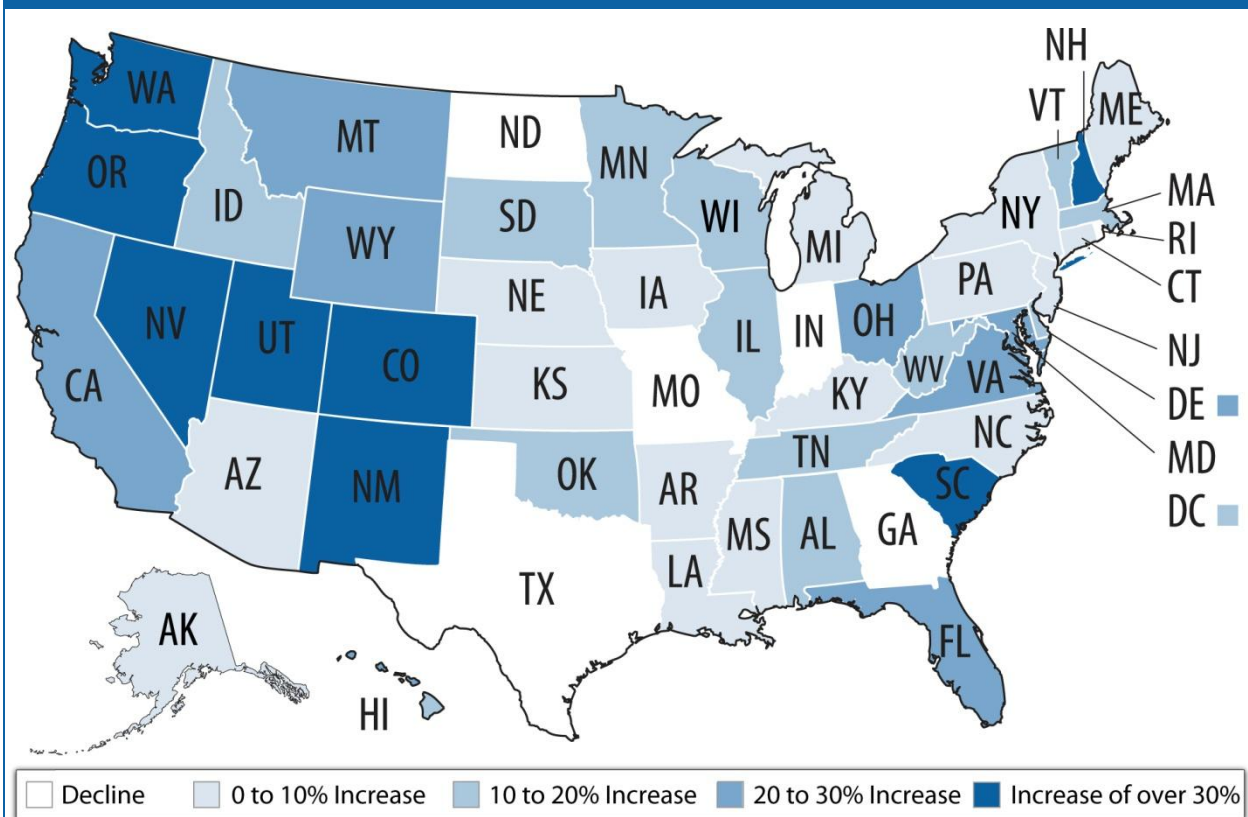 NH
VT
ME
WA
MT
ND
MN
OR
ID
SD
WI
MI
NY
MA
RI
CT
WY
NE
IA
PA
NJ
NV
UT
CO
IL
IN
OH
WV
VA
DE
CA
KS
MO
KY
MD
AZ
NM
OK
AR
TN
NC
SC
DC
MS
AL
GA
LA
TX
AK
FL
HI
Decline
0 to 10% Increase
10 to 20% Increase
20 to 30% Increase
Increase of over 30%